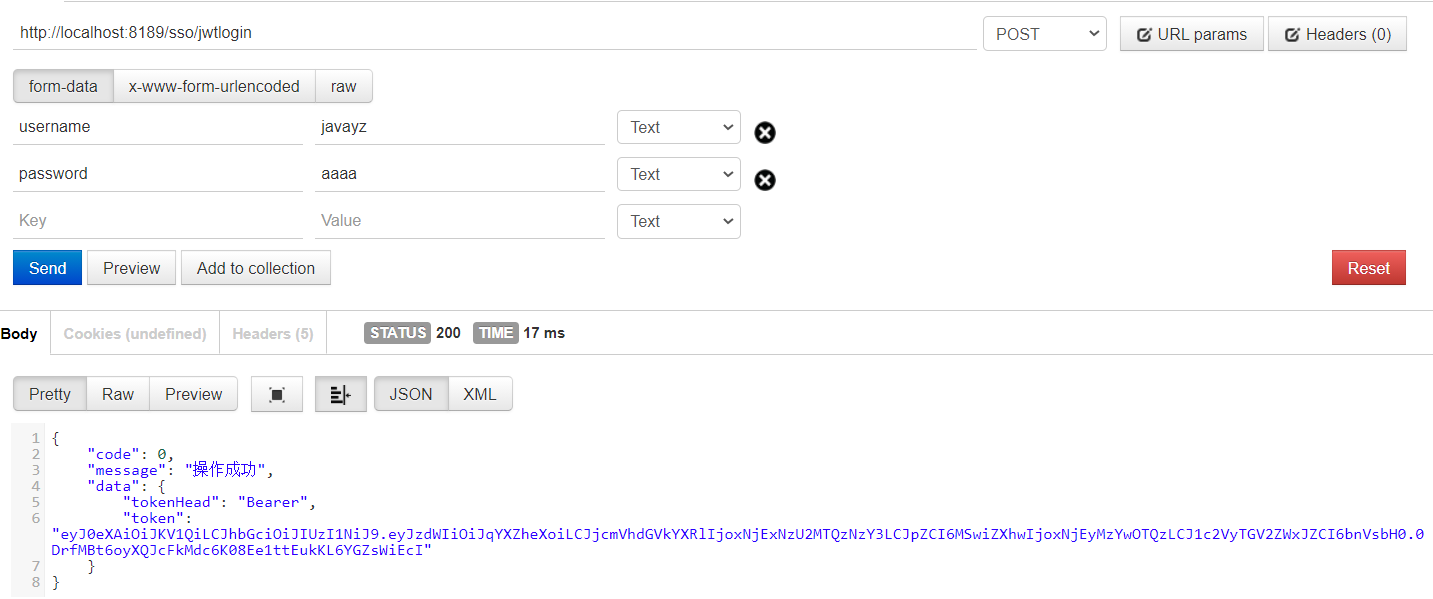 http://localhost:8189/sso/jwtlogin POST URL params Headers (0)
form-data x-www-form-urlencoded raw
username javayz Text
password aaaa Text
Key Value Text
Send Preview Add to collection Reset
Body Cookies (undefined) Headers (5) STATUS 200 TIME 17 ms
Pretty Raw Preview JSON XML
1 {
2 "code": 0,
3 "message": "操作成功",
4 "data": {
5 "tokenHead": "Bearer",
6 "token":
"eyJ0eXAiOiJKV1QiLCJhbGciOiJIUzI1NiJ9.eyJzdWIiOiJqYXZheXoiLCJjcmVhdGVkYXRlIjoxNjExNzU2MTQzNzY3LCJpZCI6MSwiZXhwIjoxNjEyMzYwOTQzLCJ1c2VyTGV2ZWxJZCI6bnVsbH0.0
DrfMBt6oyXQJcFkMdc6K08Ee1ttEukKL6YGZsWiEcI"
7 }
8 }